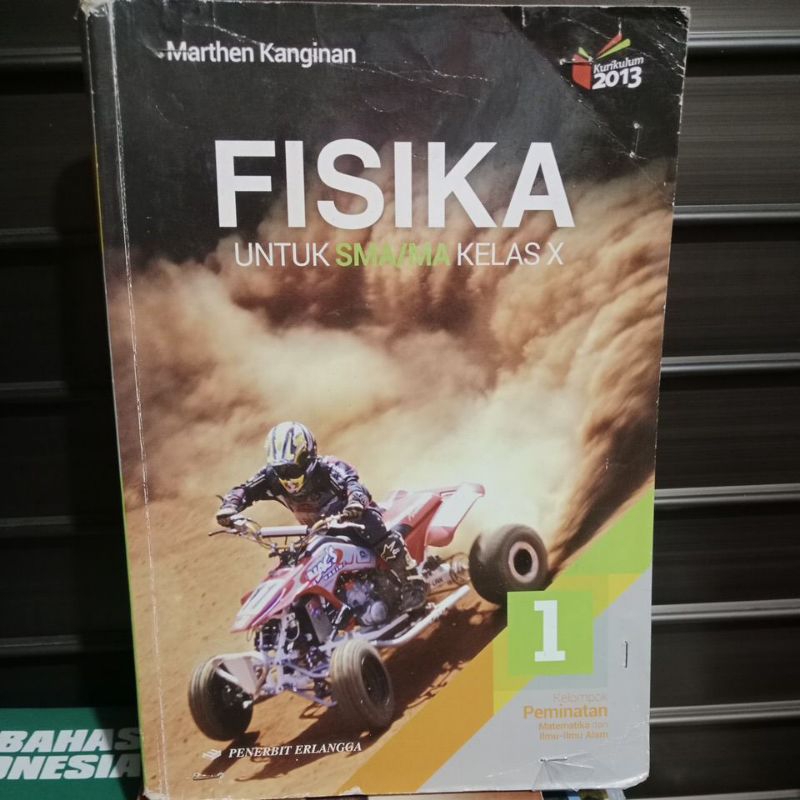 Marthen Kanginan
Kurikulum
2013
FISIKA
UNTUK SMA/MA KELAS X
1
Kelompok
Peminatan
Matematika dan
Ilmu-Ilmu Alam
PENERBIT ERLANGGA
BAHAS
ONESIA